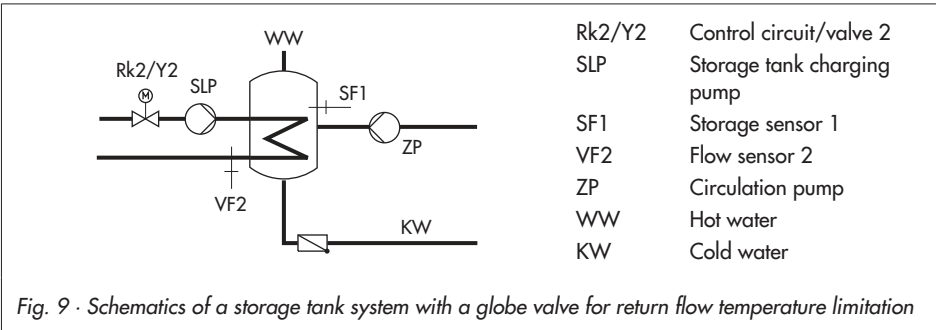 WW
Rk2/Y2
M
SLP
SF1
ZP
VF2
KW
Rk2/Y2 Control circuit/valve 2
SLP Storage tank charging
pump
SF1 Storage sensor 1
VF2 Flow sensor 2
ZP Circulation pump
WW Hot water
KW Cold water
Fig. 9 · Schematics of a storage tank system with a globe valve for return flow temperature limitation